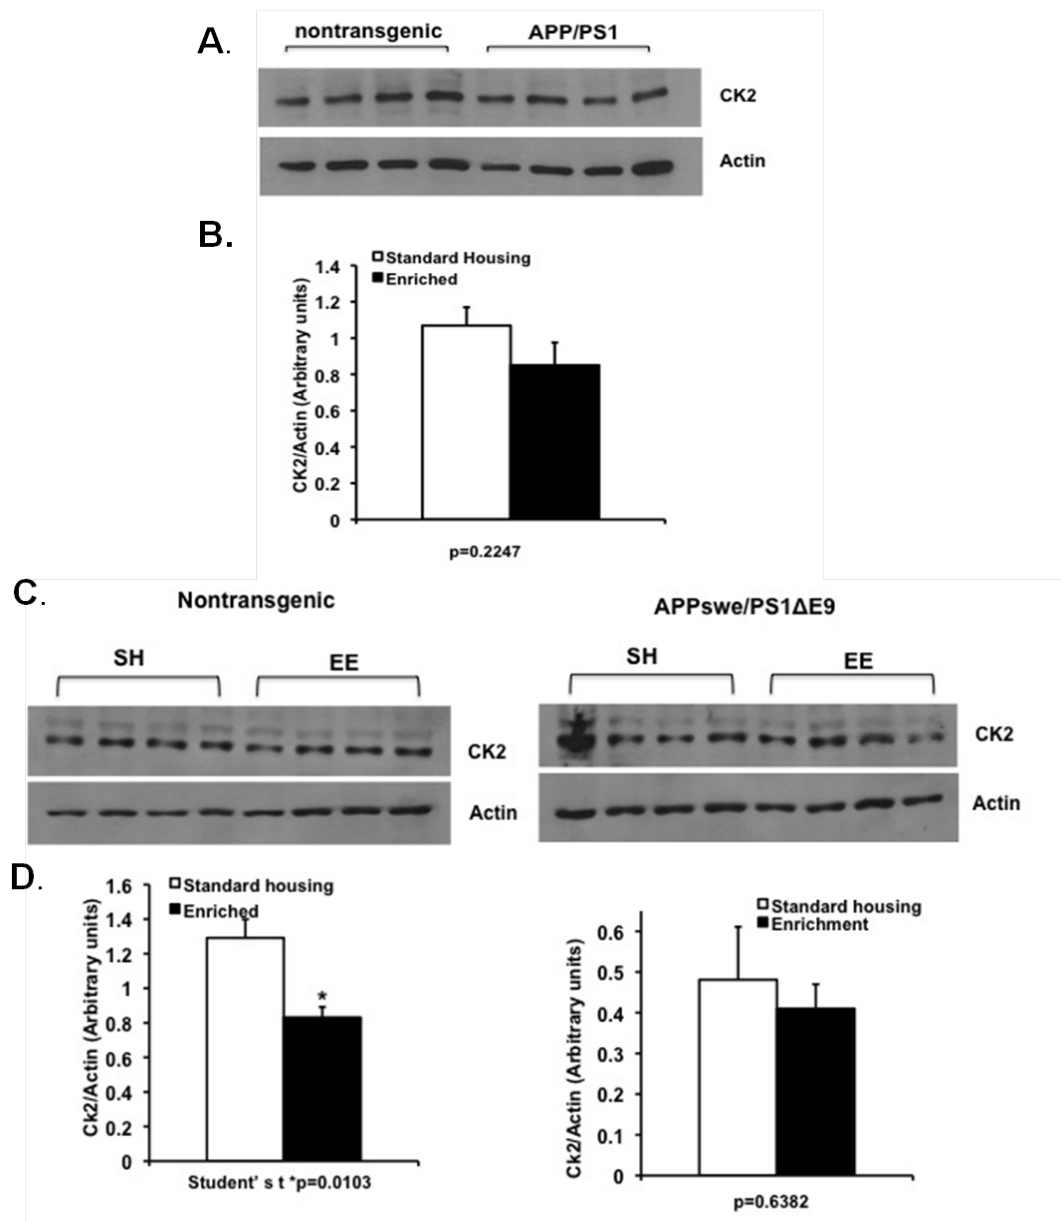 A.
nontransgenic APP/PS1
CK2
Actin
B.
Standard Housing
Enriched
CK2/Actin (Arbitrary units)
1.4
1.2
1
0.8
0.6
0.4
0.2
0
p=0.2247
C.
Nontransgenic
SH EE
CK2
Actin
APPswe/PS1ΔE9
SH EE
CK2
Actin
D.
Standard housing
Enriched
Ck2/Actin (Arbitrary units)
1.6
1.4
1.2
1
0.8
0.6
0.4
0.2
0
*
Student' s t *p=0.0103
Standard housing
Enrichment
Ck2/Actin (Arbitrary units)
0.6
0.5
0.4
0.3
0.2
0.1
0
p=0.6382